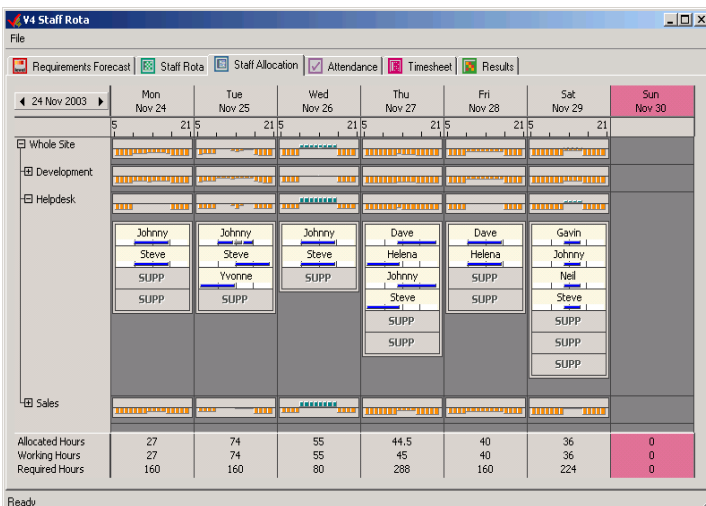 V4 Staff Rota
File
Requirements Forecast Staff Rota Staff Allocation Attendance Timesheet Results
24 Nov 2003 Mon Tue Wed Thu Fri Sat Sun
Nov 24 Nov 25 Nov 26 Nov 27 Nov 28 Nov 29 Nov 30
5 21 5 21 5 21 5 21 5 21 5 21
Whole Site
Development
Helpdesk
Johnny Johnny Johnny Dave Dave Gavin
Steve Steve Steve Helena Helena Johnny
SUPP Yvonne SUPP Johnny SUPP Neil
SUPP SUPP Steve SUPP Steve
SUPP SUPP
SUPP SUPP
SUPP
Sales
Allocated Hours 27 74 55 44.5 40 36 0
Working Hours 27 74 55 45 40 36 0
Required Hours 160 160 80 288 160 224 0
Ready